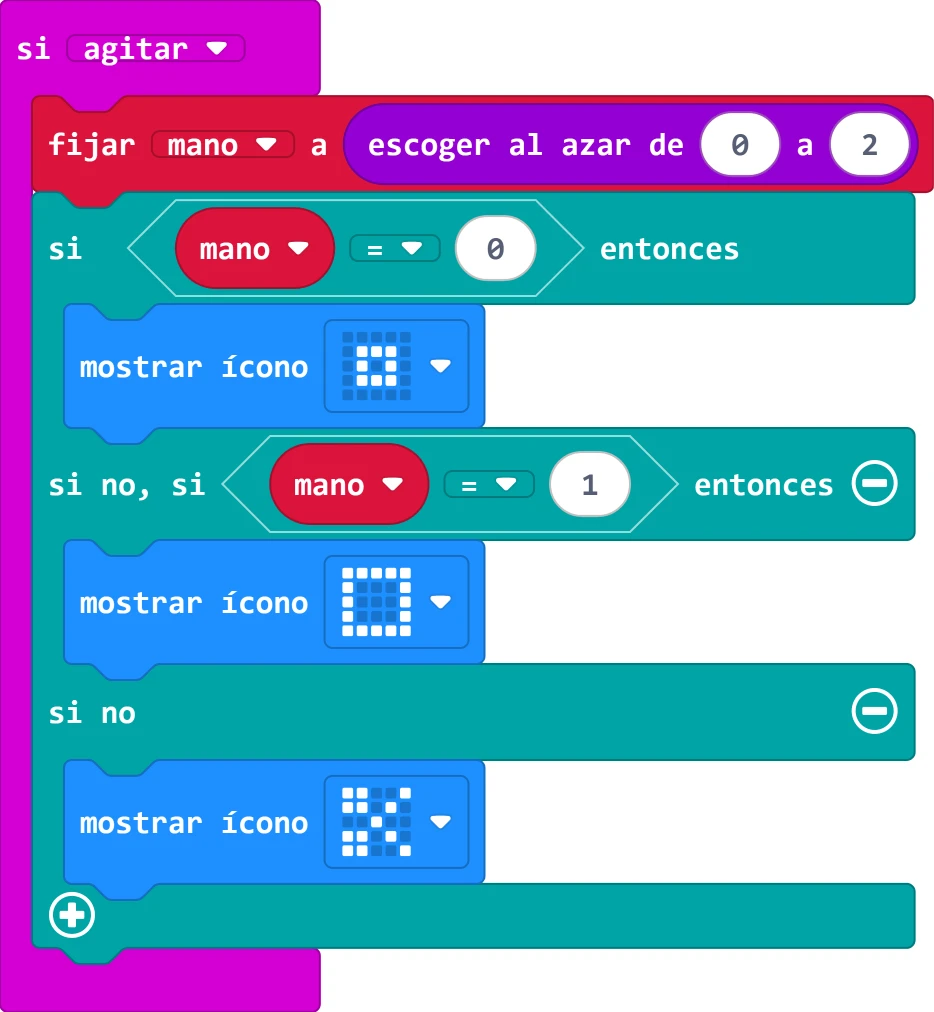 si agitar
fijar mano a escoger al azar de 0 a 2
si mano = 0 entonces
mostrar ícono
si no, si mano = 1 entonces
mostrar ícono
si no
mostrar ícono